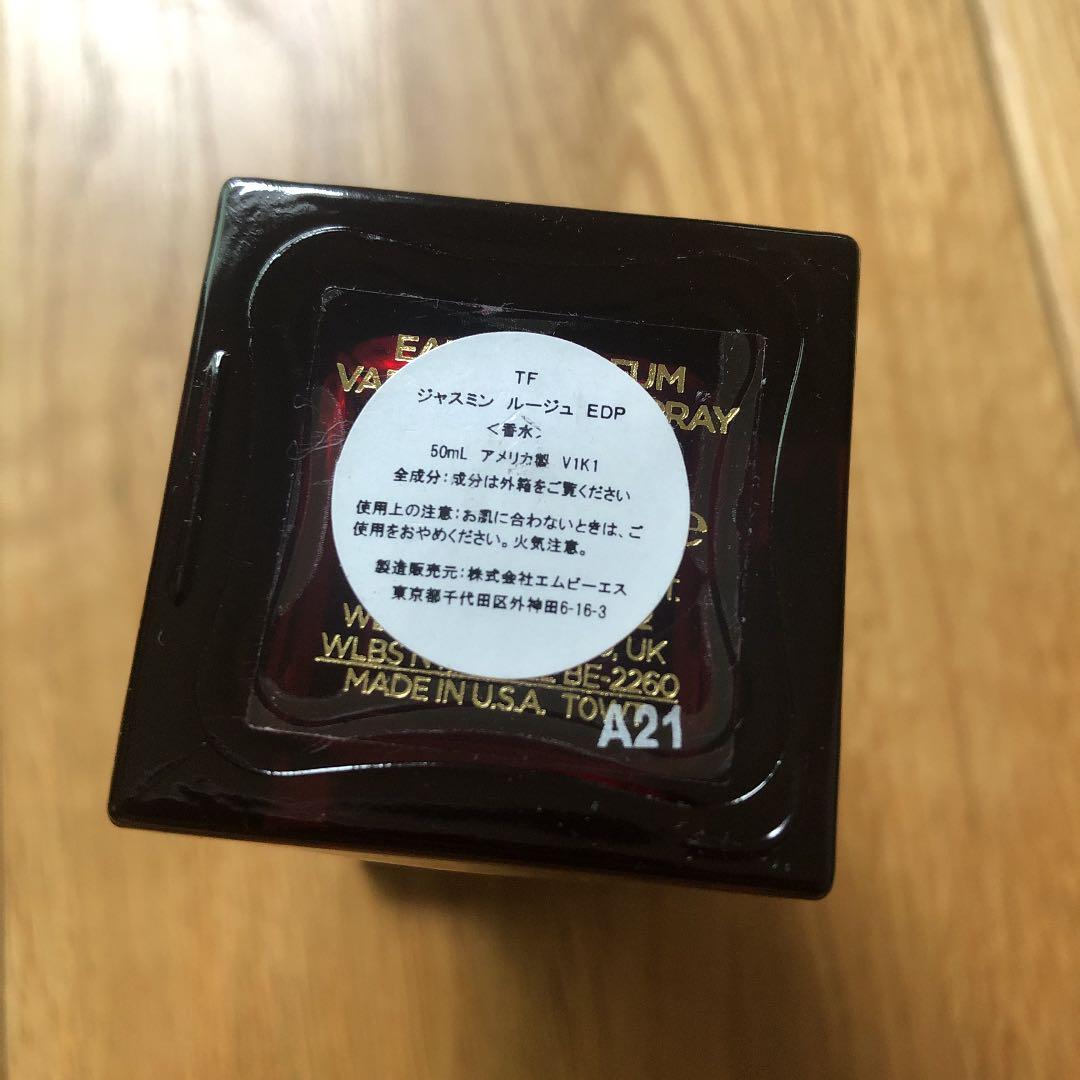 EA UM
VA PRAY
TF
ジャスミン ルージュ EDP
<香水>
50mL アメリカ製 V1K1
全成分:成分は外箱をご覧ください
使用上の注意:お肌に合わないときは、ご
使用をおやめください。火気注意。
製造販売元:株式会社エムピーエス
東京都千代田区外神田6-16-3
e
T.
UK
WLBS N BE-2260
MADE IN U.S.A. TOWT
A21